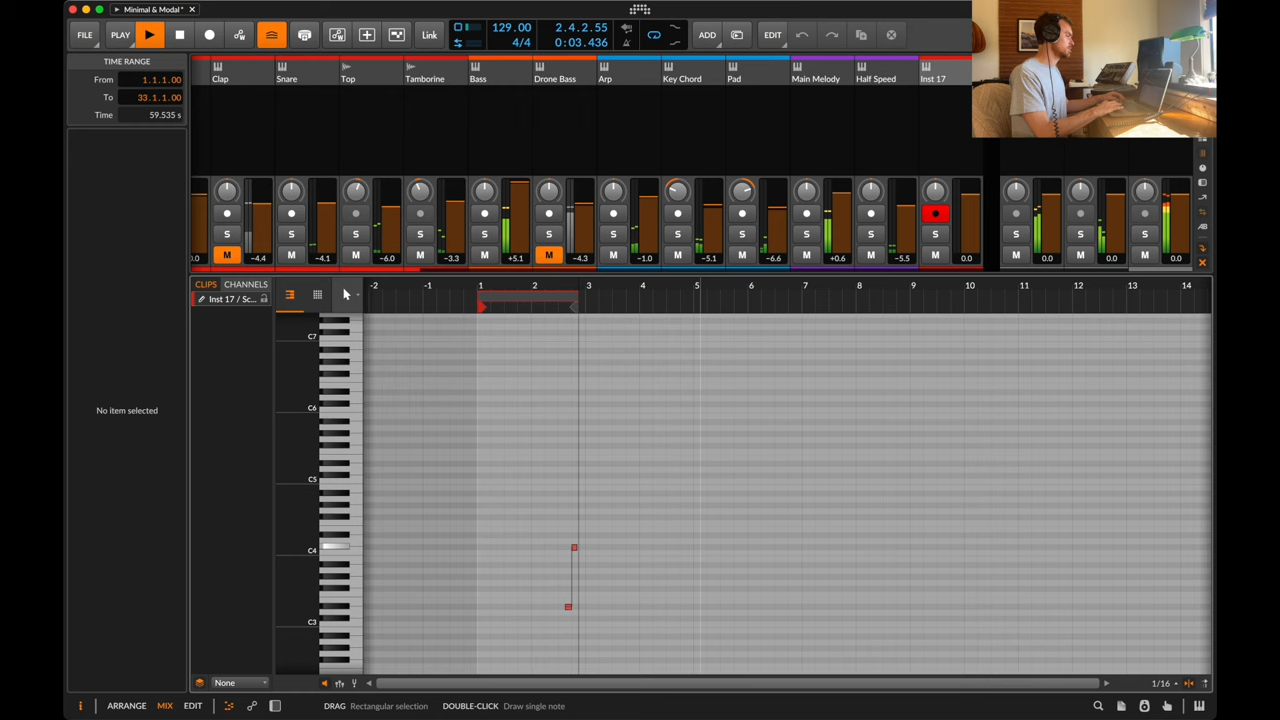 Minimal & Modal*
FILE
PLAY
Link
129.00
4/4
2.4.2.55
0:03.436
ADD
EDIT
TIME RANGE
From 1.1.1.00
To 33.1.1.00
Time 59.535 s
Clap Snare Top Tamborine Bass Drone Bass Arp Key Chord Pad Main Melody Half Speed Inst 17
S S S S S S S S S S S S S S
M M M M M M M M M M M M M M M
-4.4 -4.1 -6.0 -3.3 +5.1 -4.3 -1.0 -5.1 -6.6 +0.6 -5.5 0.0 0.0 0.0 0.0
AB
CLIPS CHANNELS
Inst 17 / Sc...
-2 -1 1 2 3 4 5 6 7 8 9 10 11 12 13 14
C7
C6
C5
C4
C3
No item selected
None
1/16
ARRANGE MIX EDIT
DRAG Rectangular selection DOUBLE-CLICK Draw single note